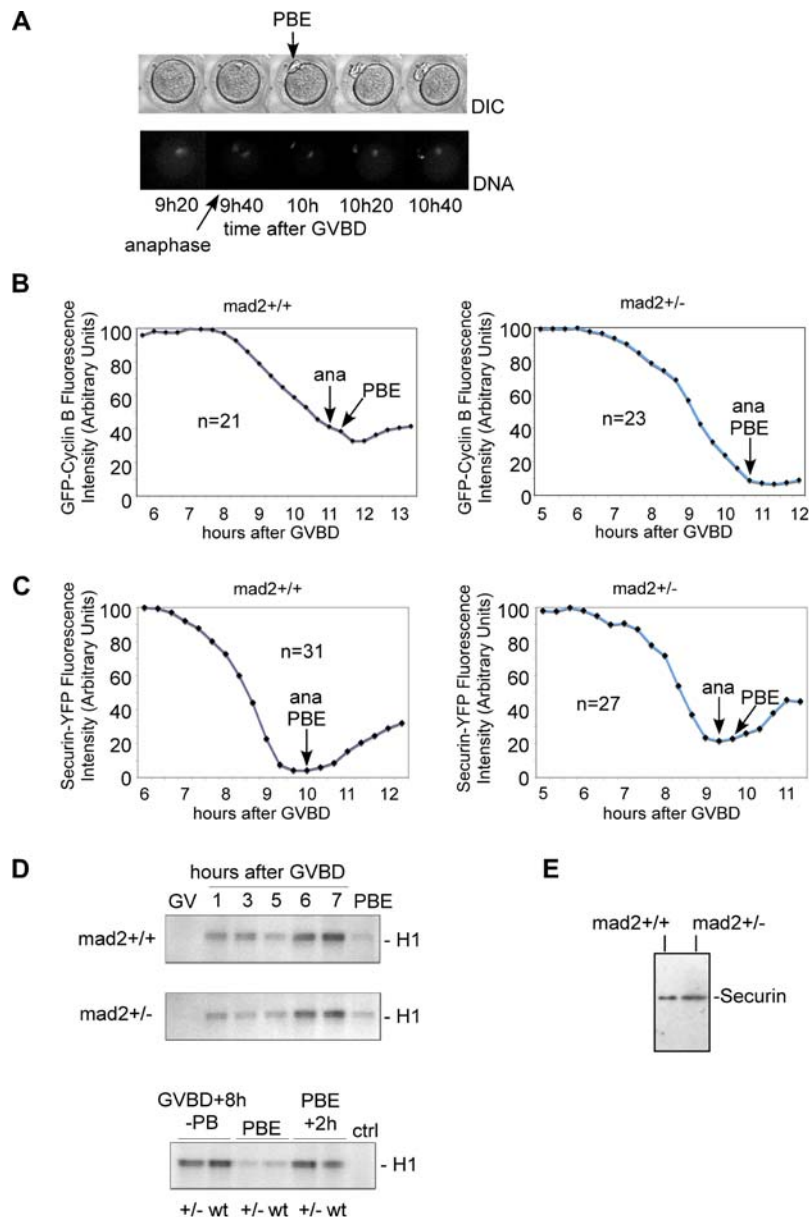 A
PBE
DIC
DNA
9h20 9h40 10h 10h20 10h40
anaphase
time after GVBD
B
mad2+/+
GFP-Cyclin B Fluorescence
Intensity (Arbitrary Units)
100
80
60
40
20
0
ana
PBE
n=21
6 7 8 9 10 11 12 13
hours after GVBD
mad2+/-
GFP-Cyclin B Fluorescence
Intensity (Arbitrary Units)
100
80
60
40
20
0
ana
PBE
n=23
5 6 7 8 9 10 11 12
hours after GVBD
C
mad2+/+
Securin-YFP Fluorescence
Intensity (Arbitrary Units)
100
80
60
40
20
0
n=31
ana
PBE
6 7 8 9 10 11 12
hours after GVBD
mad2+/-
Securin-YFP Fluorescence
Intensity (Arbitrary Units)
100
80
60
40
20
0
ana
PBE
n=27
5 6 7 8 9 10 11
hours after GVBD
D
hours after GVBD
GV 1 3 5 6 7 PBE
mad2+/+ - H1
mad2+/- - H1
GVBD+8h
-PB
PBE
PBE
+2h
ctrl
- H1
+/- wt +/- wt +/- wt
E
mad2+/+ mad2+/-
-Securin